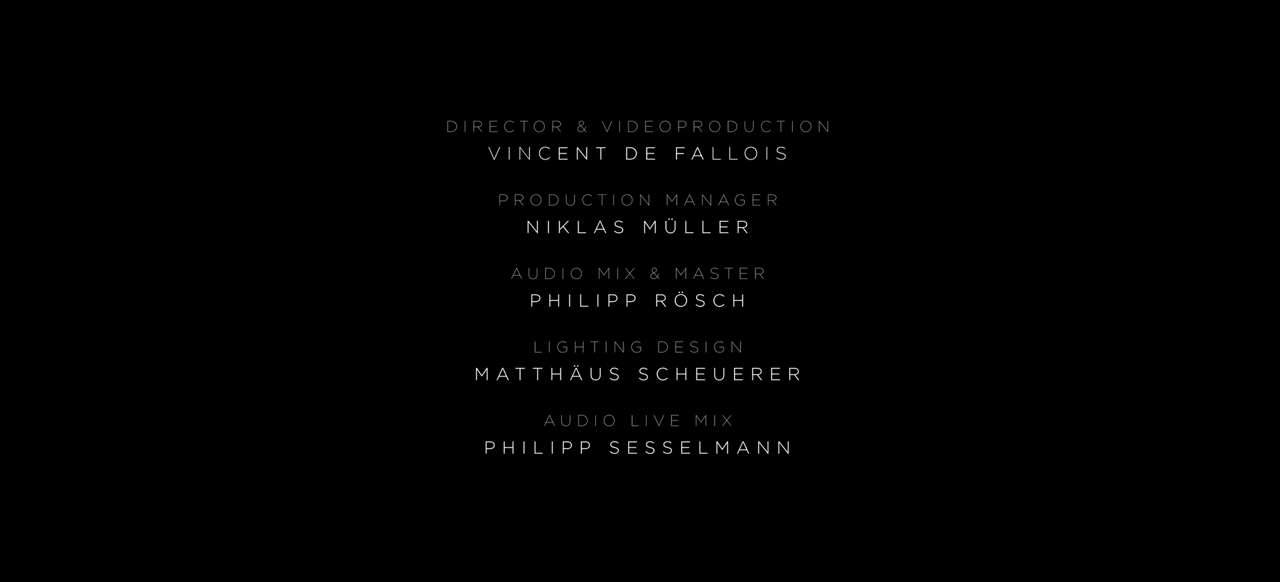 DIRECTOR & VIDEOPRODUCTION
VINCENT DE FALLOIS
PRODUCTION MANAGER
NIKLAS MÜLLER
AUDIO MIX & MASTER
PHILIPP RÖSCH
LIGHTING DESIGN
MATTHÄUS SCHEUERER
AUDIO LIVE MIX
PHILIPP SESSELMANN